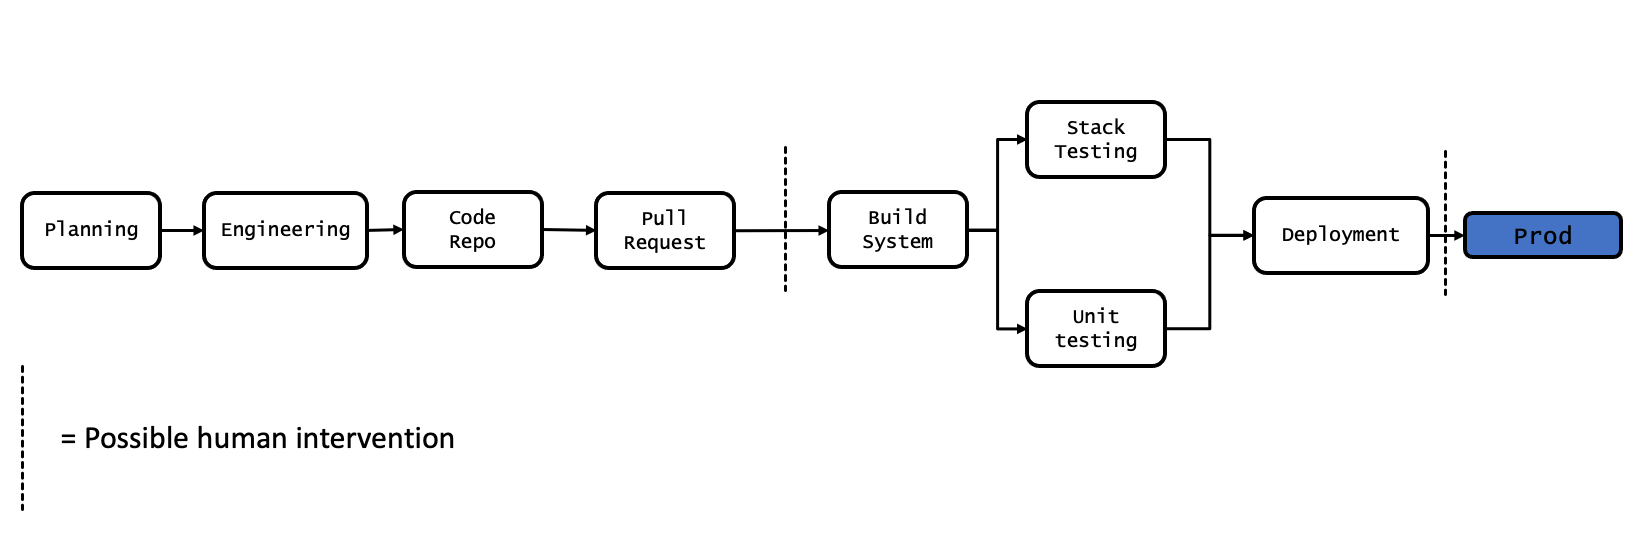 Planning
Engineering
Code
Repo
Pull
Request
Build
System
Stack
Testing
Unit
testing
Deployment
Prod
= Possible human intervention